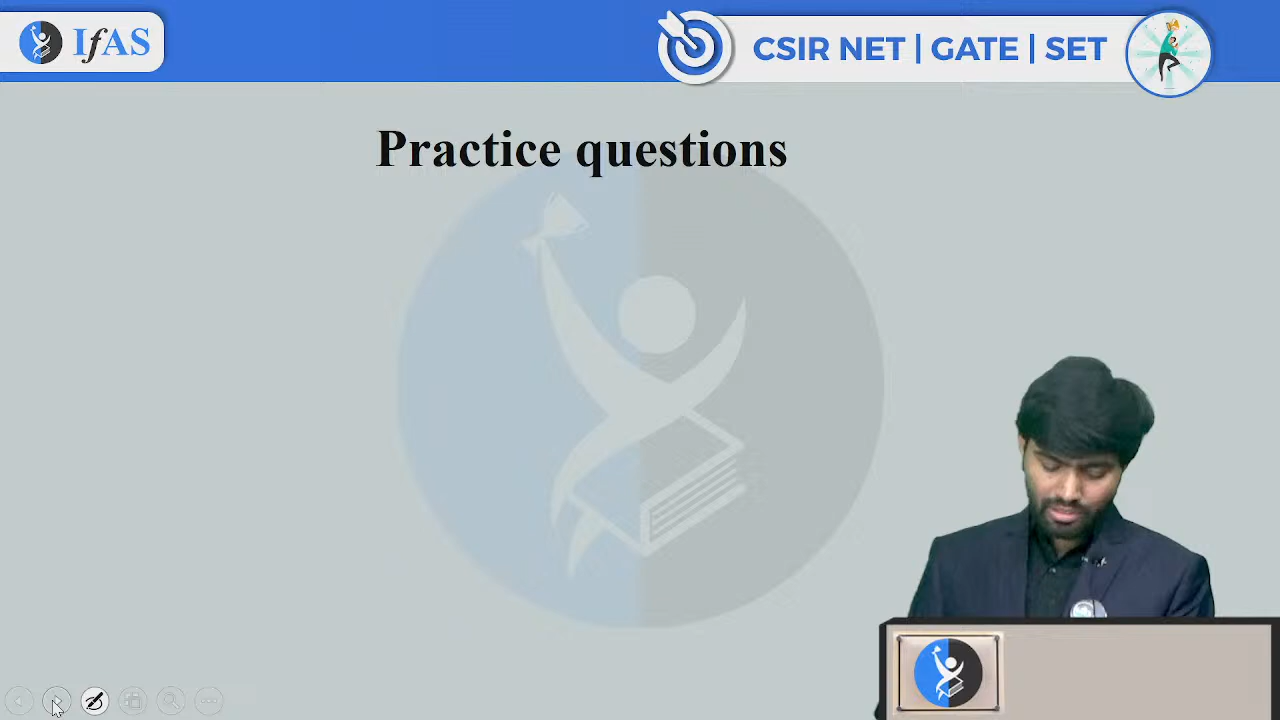 IfAS
CSIR NET | GATE | SET
Practice questions